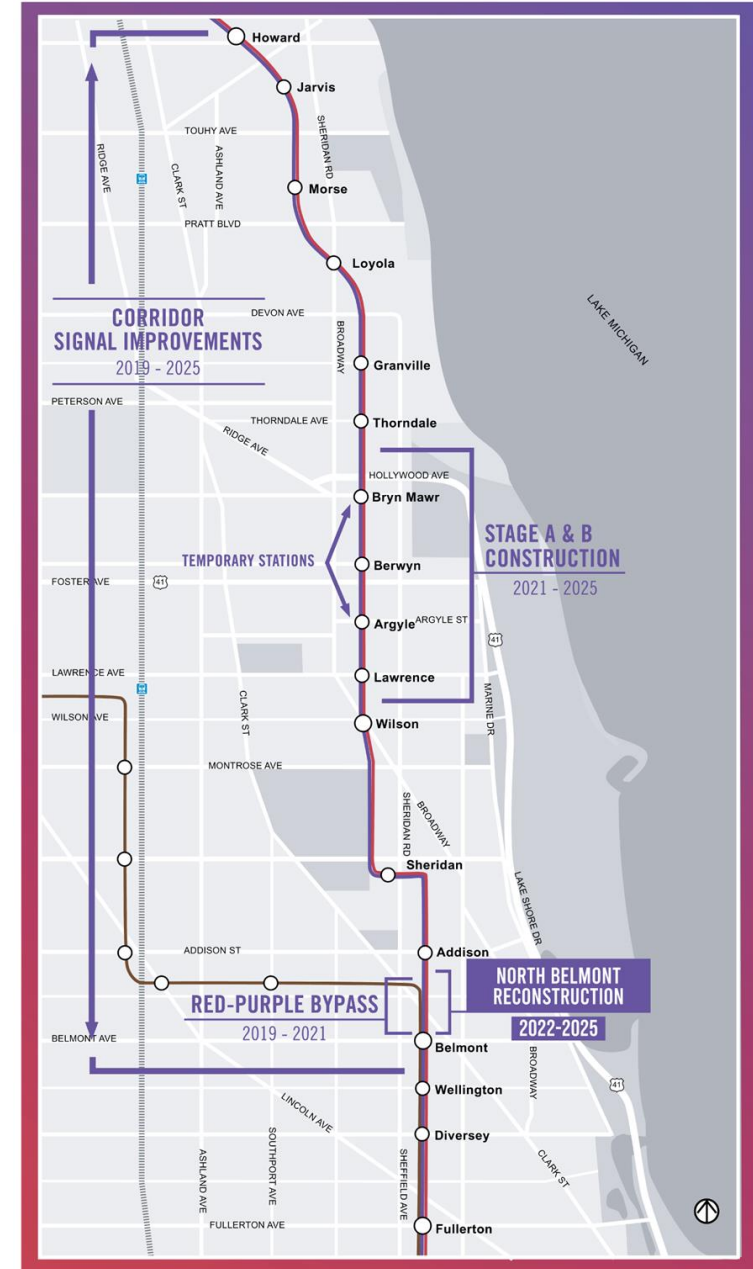 Howard
Jarvis
TOUHY AVE
SHERIDAN RD
RIDGE AVE
CLARK ST
ASHLAND AVE
Morse
PRATT BLVD
Loyola
LAKE MICHIGAN
CORRIDOR
SIGNAL IMPROVEMENTS
2019 - 2025
DEVON AVE
BROADWAY
Granville
PETERSON AVE
THORNDALE AVE
Thorndale
RIDGE AVE
HOLLYWOOD AVE
Bryn Mawr
STAGE A & B
CONSTRUCTION
2021 - 2025
TEMPORARY STATIONS
Berwyn
FOSTER AVE
41
Argyle
ARGYLE ST
41
LAWRENCE AVE
Lawrence
MARINE DR
CLARK ST
WILSON AVE
Wilson
MONTROSE AVE
SHERIDAN RD
BROADWAY
Sheridan
LAKE SHORE DR
ADDISON ST
Addison
NORTH BELMONT
RECONSTRUCTION
2022-2025
RED-PURPLE BYPASS
2019 - 2021
BELMONT AVE
Belmont
BROADWAY
41
Wellington
LINCOLN AVE
Diversey
CLARK ST
ASHLAND AVE
SOUTHPORT AVE
SHEFFIELD AVE
FULLERTON AVE
Fullerton